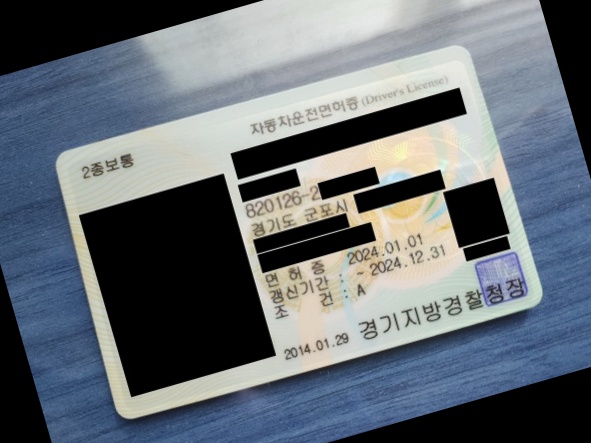 자동차운전면허증 (Driver's License)
2종보통
820126-2
경기도 군포시
면 허 증 2024.01.01
갱신기간 : ~ 2024.12.31
조 건 : A
2014.01.29 경기지방경찰청장